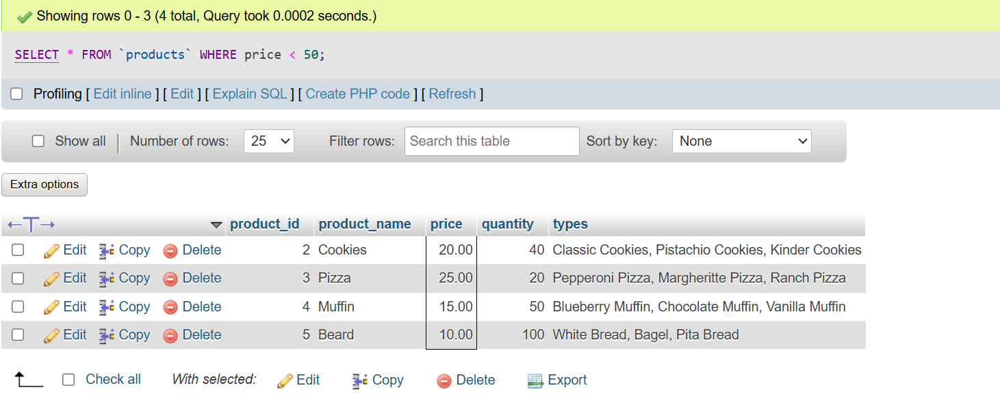 Showing rows 0 - 3 (4 total, Query took 0.0002 seconds.)
SELECT * FROM `products` WHERE price < 50;
Profiling [ Edit inline ] [ Edit ] [ Explain SQL ] [ Create PHP code ] [ Refresh ]
Show all | Number of rows: 25 Filter rows: Search this table Sort by key: None
Extra options
←T→ product_id product_name price quantity types
Edit Copy Delete 2 Cookies 20.00 40 Classic Cookies, Pistachio Cookies, Kinder Cookies
Edit Copy Delete 3 Pizza 25.00 20 Pepperoni Pizza, Margheritte Pizza, Ranch Pizza
Edit Copy Delete 4 Muffin 15.00 50 Blueberry Muffin, Chocolate Muffin, Vanilla Muffin
Edit Copy Delete 5 Beard 10.00 100 White Bread, Bagel, Pita Bread
Check all With selected: Edit Copy Delete Export